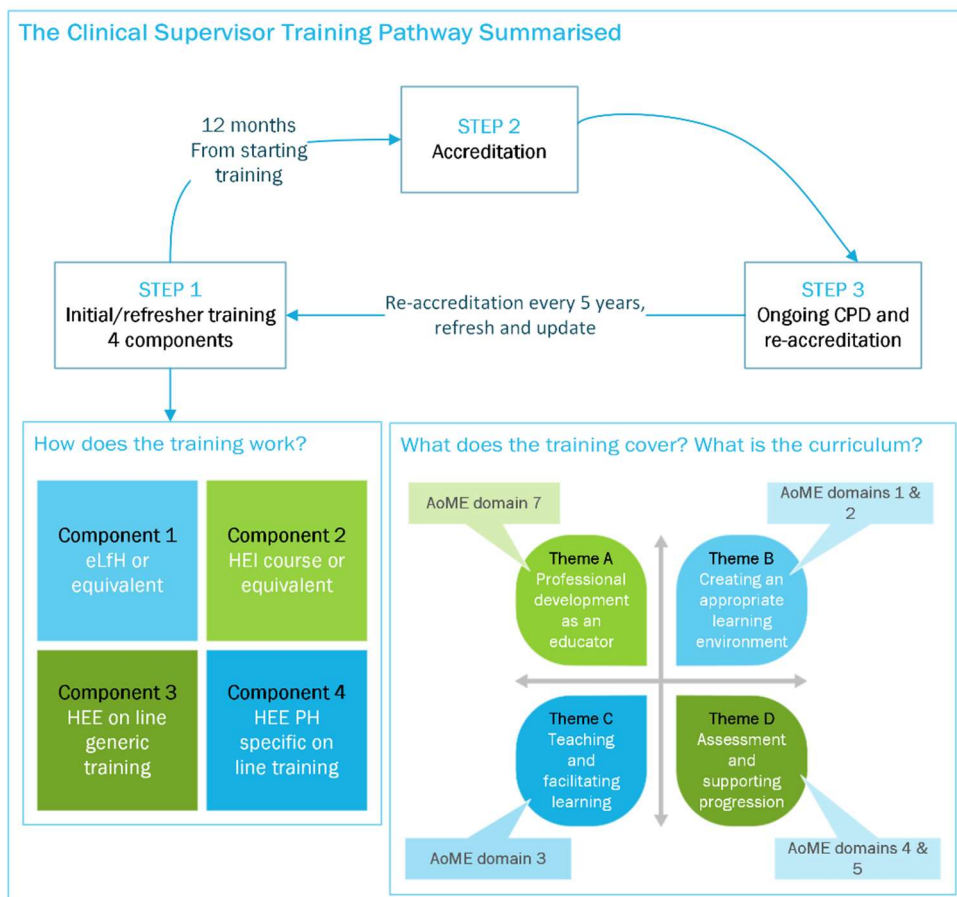 The Clinical Supervisor Training Pathway Summarised
12 months
From starting
training
STEP 2
Accreditation
STEP 1
Initial/refresher training
4 components
Re-accreditation every 5 years,
refresh and update
STEP 3
Ongoing CPD and
re-accreditation
How does the training work?
Component 1
eLfH or
equivalent
Component 2
HEI course or
equivalent
Component 3
HEE on line
generic
training
Component 4
HEE PH
specific on
line training
What does the training cover? What is the curriculum?
AoME domain 7
AoME domains 1 &
2
Theme A
Professional
development
as an
educator
Theme B
Creating an
appropriate
learning
environment
Theme C
Teaching
and
facilitating
learning
Theme D
Assessment
and
supporting
progression
AoME domain 3
AoME domains 4 &
5